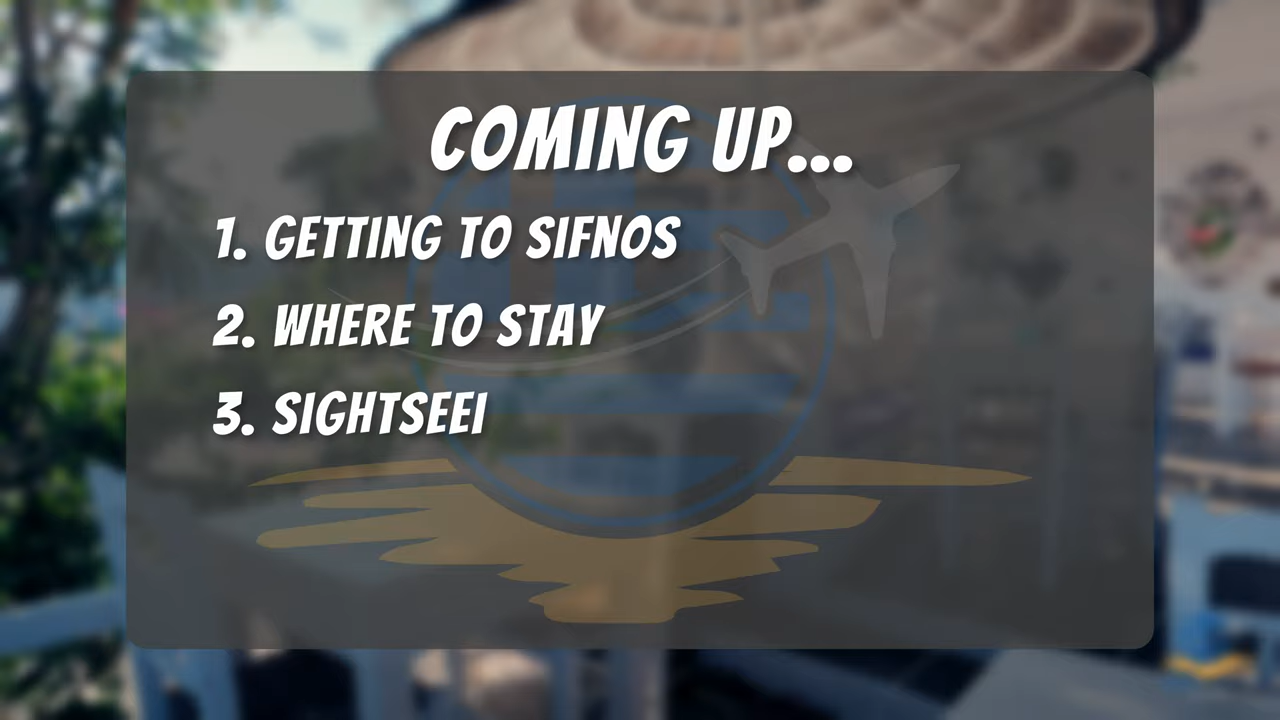 COMING UP...
1. GETTING TO SIFNOS
2. WHERE TO STAY
3. SIGHTSEEI